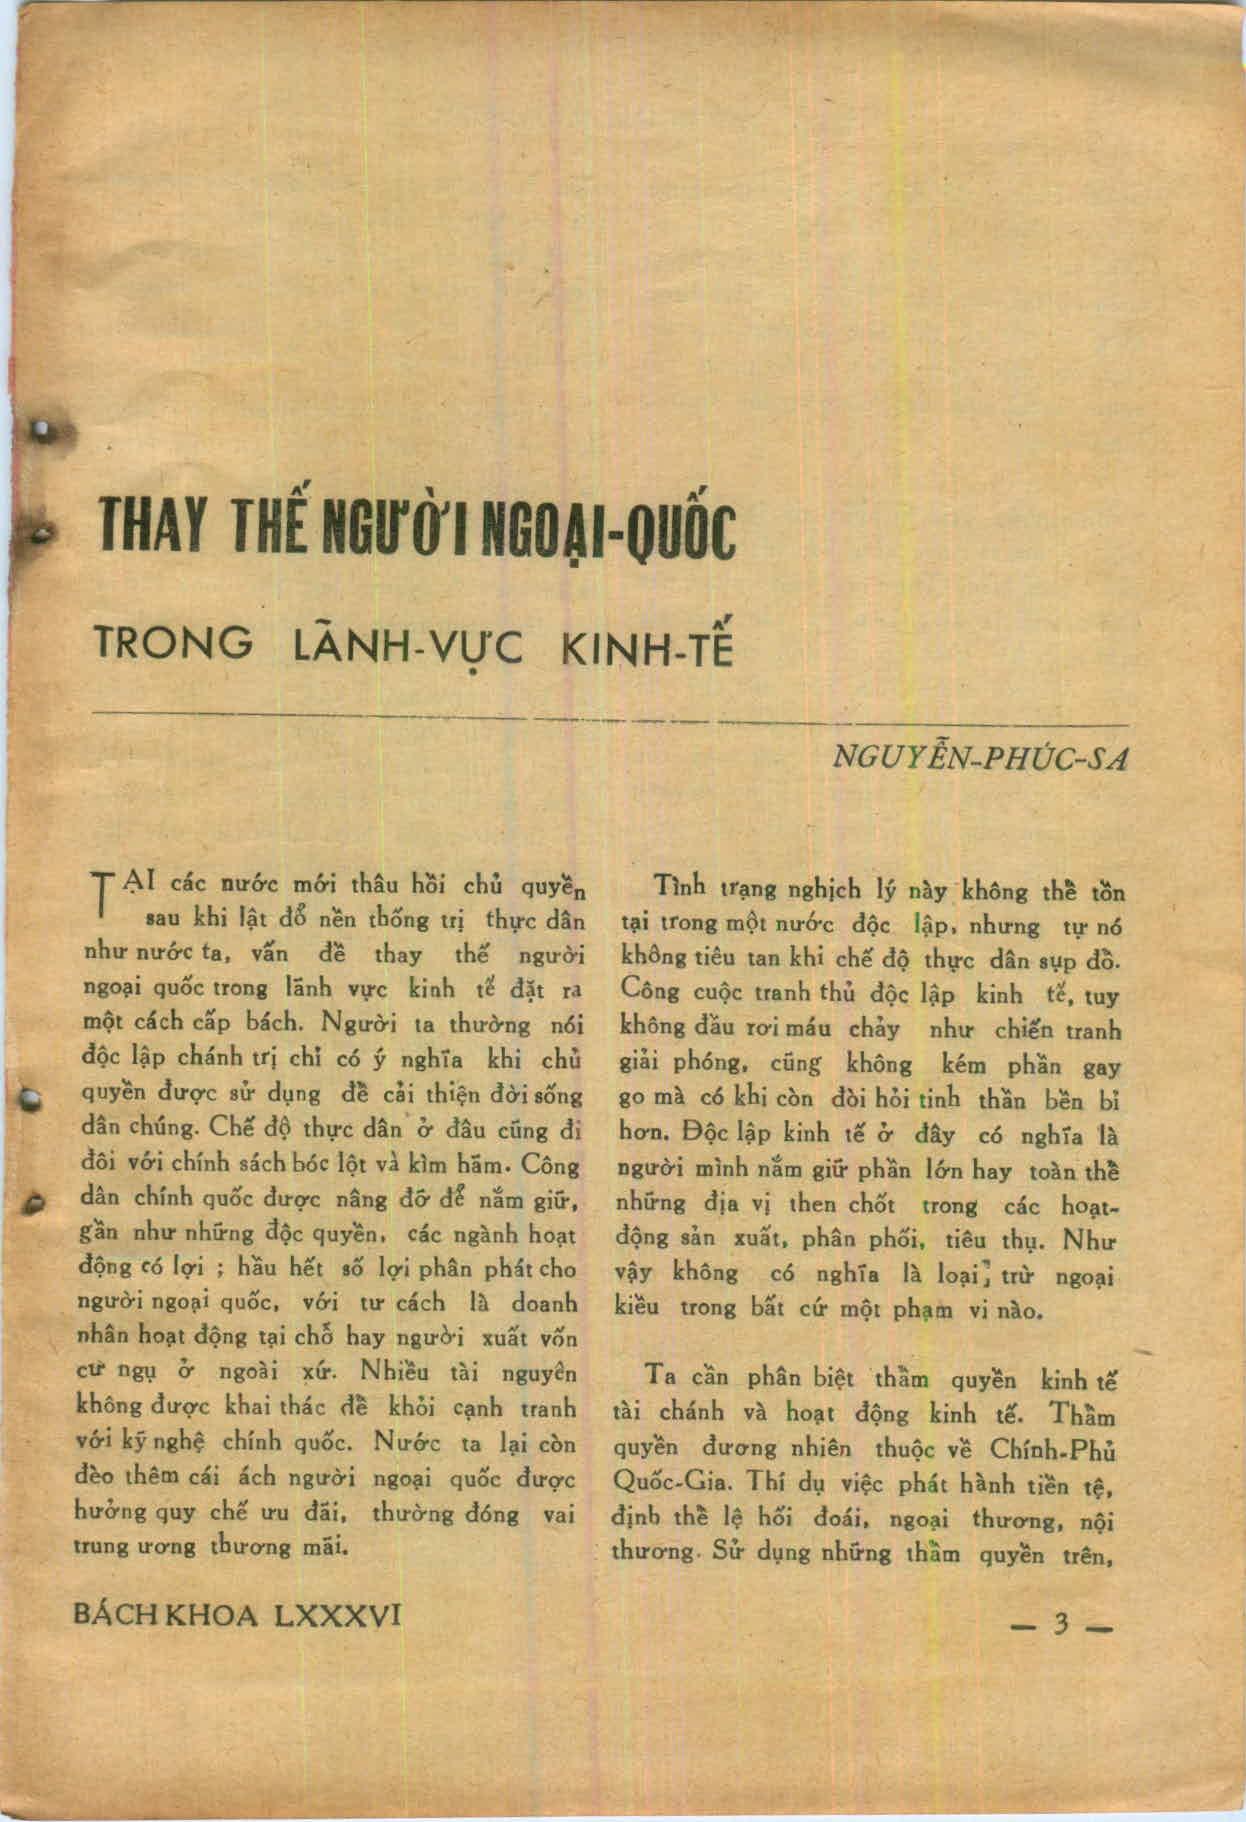 THAY THẾ NGƯỜI NGOẠI-QUỐC
TRONG LÃNH-VỰC KINH-TẾ
NGUYỄN-PHÚC-SA
TẠI các nước mới thâu hồi chủ quyền
sau khi lật đổ nền thống trị thực dân
như nước ta, vấn đề thay thế người
ngoại quốc trong lãnh vực kinh tế đặt ra
một cách cấp bách. Người ta thường nói
độc lập chánh trị chỉ có ý nghĩa khi chủ
quyền được sử dụng để cải thiện đời sống
dân chúng. Chế độ thực dân ở đâu cũng đi
đôi với chính sách bóc lột và kìm hãm. Công
dân chính quốc được nâng đỡ để nắm giữ,
gần như những độc quyền, các ngành hoạt
động có lợi ; hầu hết số lợi phân phát cho
người ngoại quốc, với tư cách là doanh
nhân hoạt động tại chỗ hay người xuất vốn
cư ngụ ở ngoài xứ. Nhiều tài nguyên
không được khai thác để khỏi cạnh tranh
với kỹ nghệ chính quốc. Nước ta lại còn
đèo thêm cái ách người ngoại quốc được
hưởng quy chế ưu đãi, thường đóng vai
trung ương thương mãi.
Tình trạng nghịch lý này không thể tồn
tại trong một nước độc lập, nhưng tự nó
không tiêu tan khi chế độ thực dân sụp đổ.
Công cuộc tranh thủ độc lập kinh tế, tuy
không đầu rơi máu chảy như chiến tranh
giải phóng, cũng không kém phần gay
go mà có khi còn đòi hỏi tinh thần bền bỉ
hơn. Độc lập kinh tế ở đây có nghĩa là
người mình nắm giữ phần lớn hay toàn thể
những địa vị then chốt trong các hoạt-
động sản xuất, phân phối, tiêu thụ. Như
vậy không có nghĩa là loại, trừ ngoại
kiều trong bất cứ một phạm vi nào.
Ta cần phân biệt thẩm quyền kinh tế
tài chánh và hoạt động kinh tế. Thẩm
quyền đương nhiên thuộc về Chính-Phủ
Quốc-Gia. Thí dụ việc phát hành tiền tệ,
định thể lệ hối đoái, ngoại thương, nội
thương. Sử dụng những thẩm quyền trên,
BÁCH KHOA LXXXVI
— 3 —